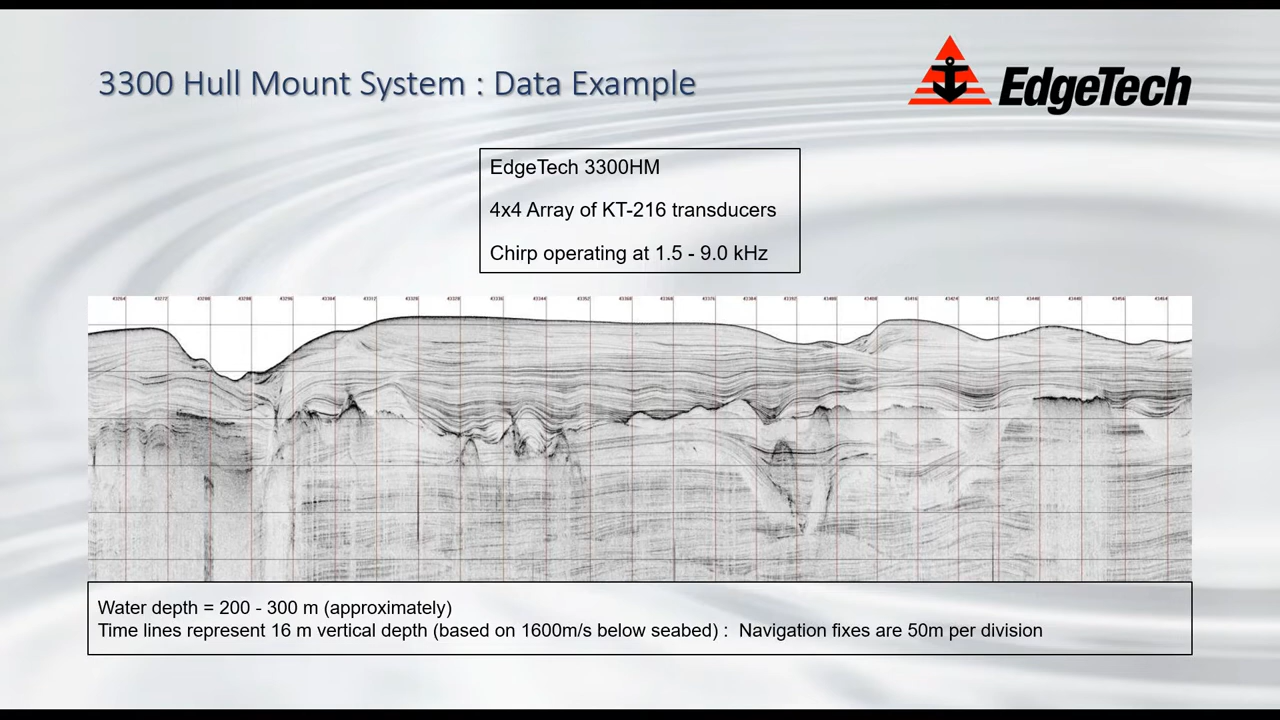 3300 Hull Mount System : Data Example
EdgeTech
EdgeTech 3300HM
4x4 Array of KT-216 transducers
Chirp operating at 1.5 - 9.0 kHz
Water depth = 200 - 300 m (approximately)
Time lines represent 16 m vertical depth (based on 1600m/s below seabed) : Navigation fixes are 50m per division